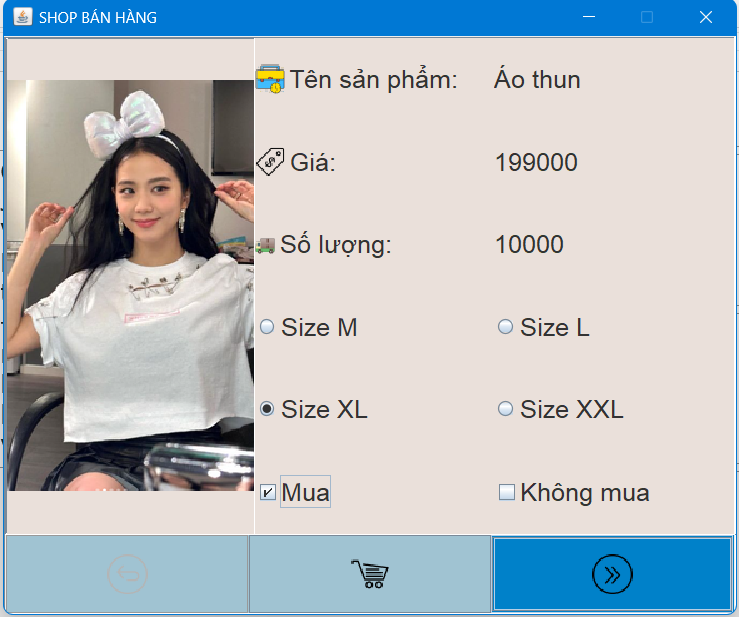 SHOP BÁN HÀNG
Tên sản phẩm: Áo thun
Giá: 199000
Số lượng: 10000
Size M Size L
Size XL Size XXL
Mua Không mua